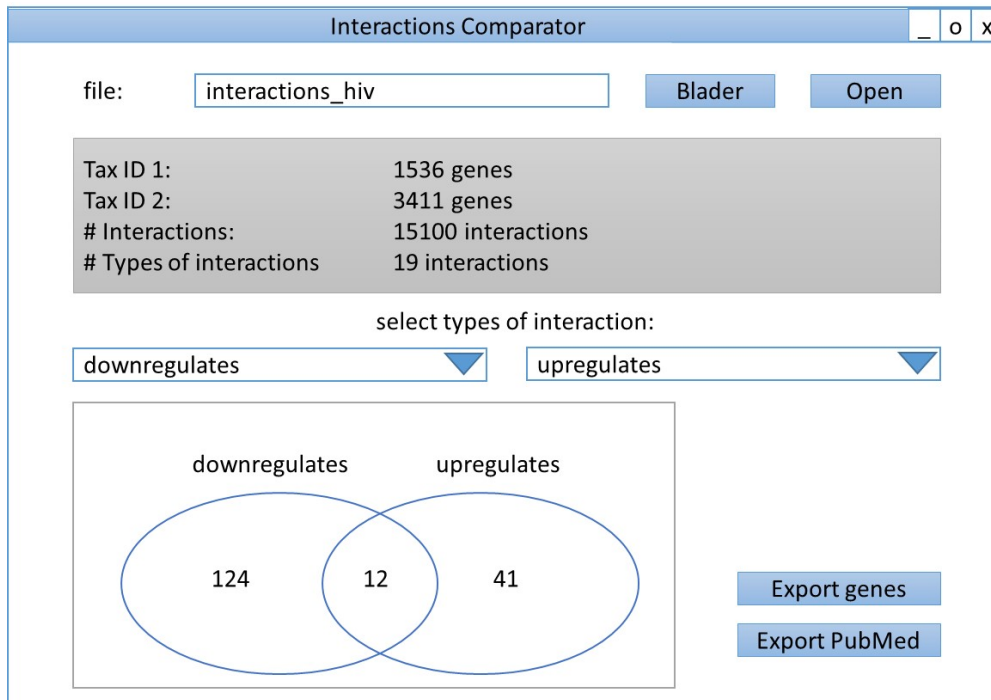 Interactions Comparator _ o x
file: interactions_hiv Blader Open
Tax ID 1: 1536 genes
Tax ID 2: 3411 genes
# Interactions: 15100 interactions
# Types of interactions 19 interactions
select types of interaction:
downregulates upregulates
downregulates upregulates
124 12 41
Export genes
Export PubMed